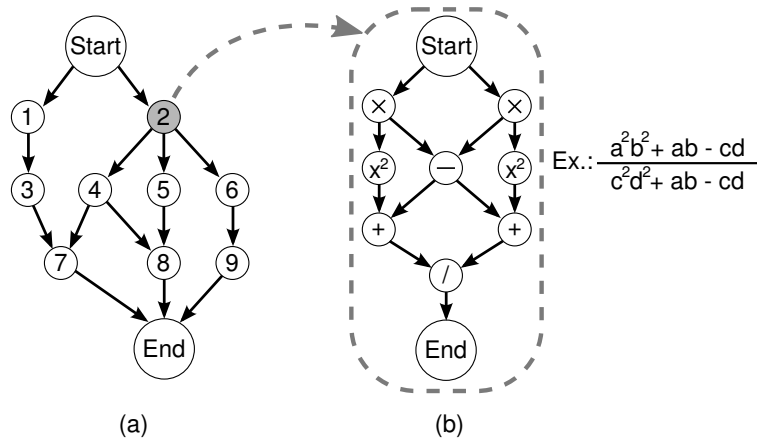 Start
1
2
3
4
5
6
7
8
9
End
(a)
Start
×
×
x²
—
x²
+
+
/
End
(b)
Ex.: a²b²+ ab - cd
c²d²+ ab - cd